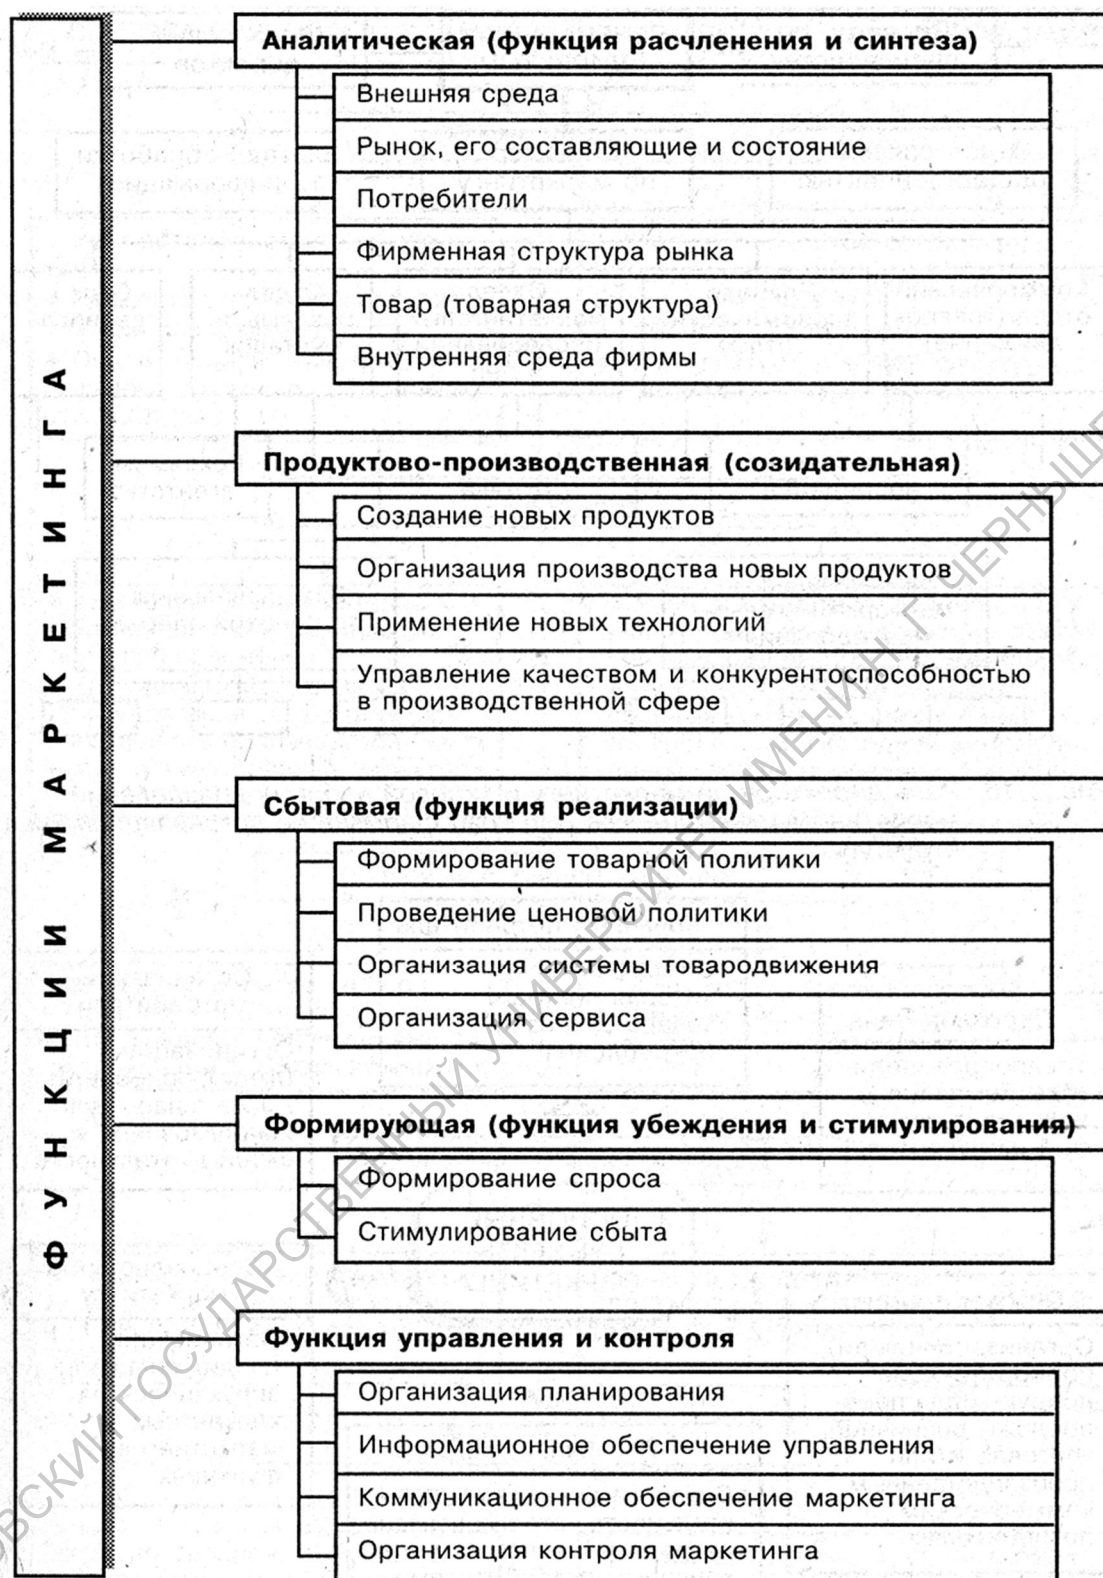 ФУНКЦИИ МАРКЕТИНГА
Аналитическая (функция расчленения и синтеза)
Внешняя среда
Рынок, его составляющие и состояние
Потребители
Фирменная структура рынка
Товар (товарная структура)
Внутренняя среда фирмы
Продуктово-производственная (созидательная)
Создание новых продуктов
Организация производства новых продуктов
Применение новых технологий
Управление качеством и конкурентоспособностью
в производственной сфере
Сбытовая (функция реализации)
Формирование товарной политики
Проведение ценовой политики
Организация системы товародвижения
Организация сервиса
Формирующая (функция убеждения и стимулирования)
Формирование спроса
Стимулирование сбыта
Функция управления и контроля
Организация планирования
Информационное обеспечение управления
Коммуникационное обеспечение маркетинга
Организация контроля маркетинга
ГОСУДАРСТВЕННЫЙ УНИВЕРСИТЕТ ИМЕНИ Н. Г.